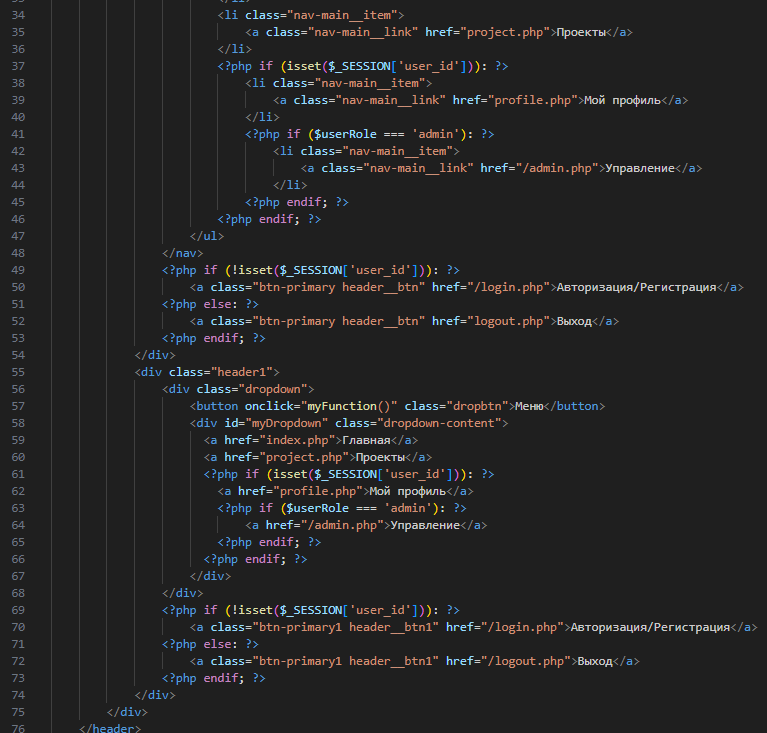 34 <li class="nav-main__item">
35 <a class="nav-main__link" href="project.php">Проекты</a>
36 </li>
37 <?php if (isset($_SESSION['user_id'])): ?>
38 <li class="nav-main__item">
39 <a class="nav-main__link" href="profile.php">Мой профиль</a>
40 </li>
41 <?php if ($userRole === 'admin'): ?>
42 <li class="nav-main__item">
43 <a class="nav-main__link" href="/admin.php">Управление</a>
44 </li>
45 <?php endif; ?>
46 <?php endif; ?>
47 </ul>
48 </nav>
49 <?php if (!isset($_SESSION['user_id'])): ?>
50 <a class="btn-primary header__btn" href="/login.php">Авторизация/Регистрация</a>
51 <?php else: ?>
52 <a class="btn-primary header__btn" href="logout.php">Выход</a>
53 <?php endif; ?>
54 </div>
55 <div class="header1">
56 <div class="dropdown">
57 <button onclick="myFunction()" class="dropbtn">Меню</button>
58 <div id="myDropdown" class="dropdown-content">
59 <a href="index.php">Главная</a>
60 <a href="project.php">Проекты</a>
61 <?php if (isset($_SESSION['user_id'])): ?>
62 <a href="profile.php">Мой профиль</a>
63 <?php if ($userRole === 'admin'): ?>
64 <a href="/admin.php">Управление</a>
65 <?php endif; ?>
66 <?php endif; ?>
67 </div>
68 </div>
69 <?php if (!isset($_SESSION['user_id'])): ?>
70 <a class="btn-primary1 header__btn1" href="/login.php">Авторизация/Регистрация</a>
71 <?php else: ?>
72 <a class="btn-primary1 header__btn1" href="/logout.php">Выход</a>
73 <?php endif; ?>
74 </div>
75 </div>
76 </header>